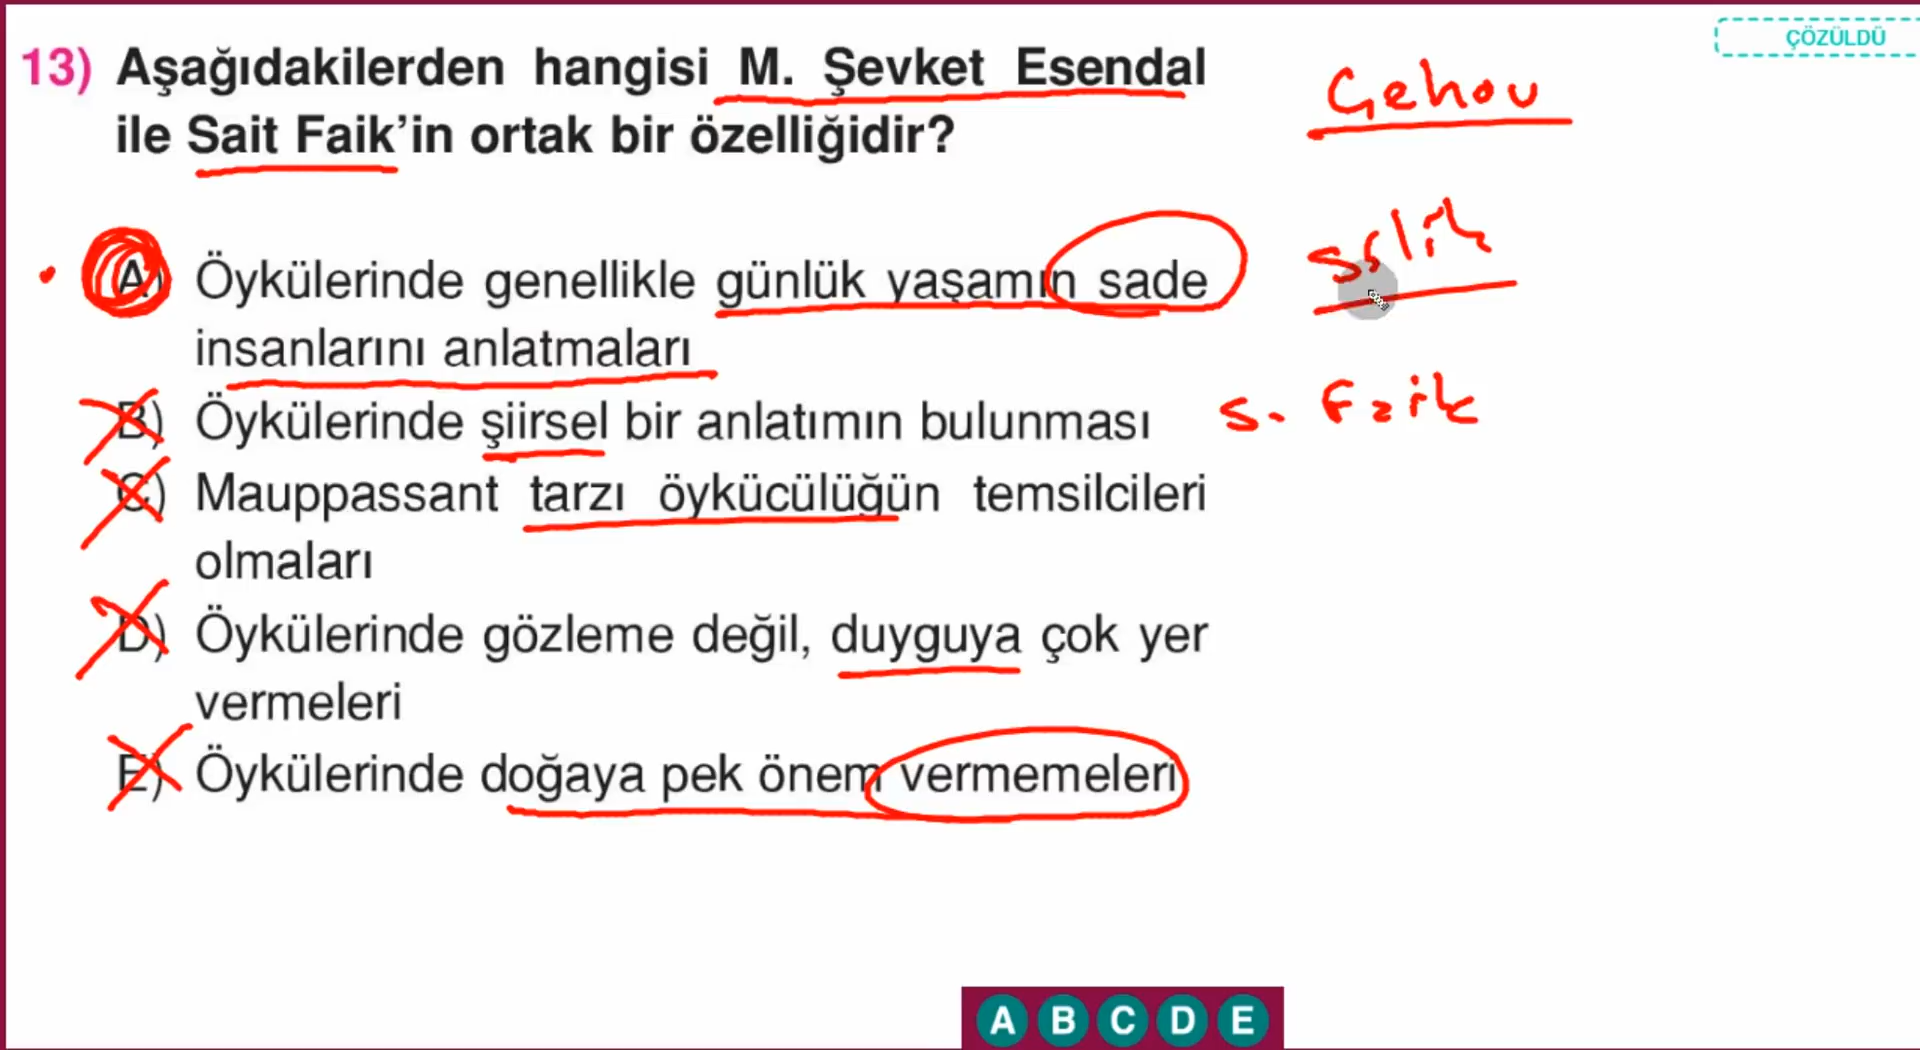 ÇÖZÜLDÜ
13) Aşağıdakilerden hangisi M. Şevket Esendal
ile Sait Faik'in ortak bir özelliğidir?
Çehov
A) Öykülerinde genellikle günlük yaşamın sade
insanlarını anlatmaları
B) Öykülerinde şiirsel bir anlatımın bulunması
S. Faik
C) Mauppassant tarzı öykücülüğün temsilcileri
olmaları
D) Öykülerinde gözleme değil, duyguya çok yer
vermeleri
E) Öykülerinde doğaya pek önem vermemeleri
A B C D E